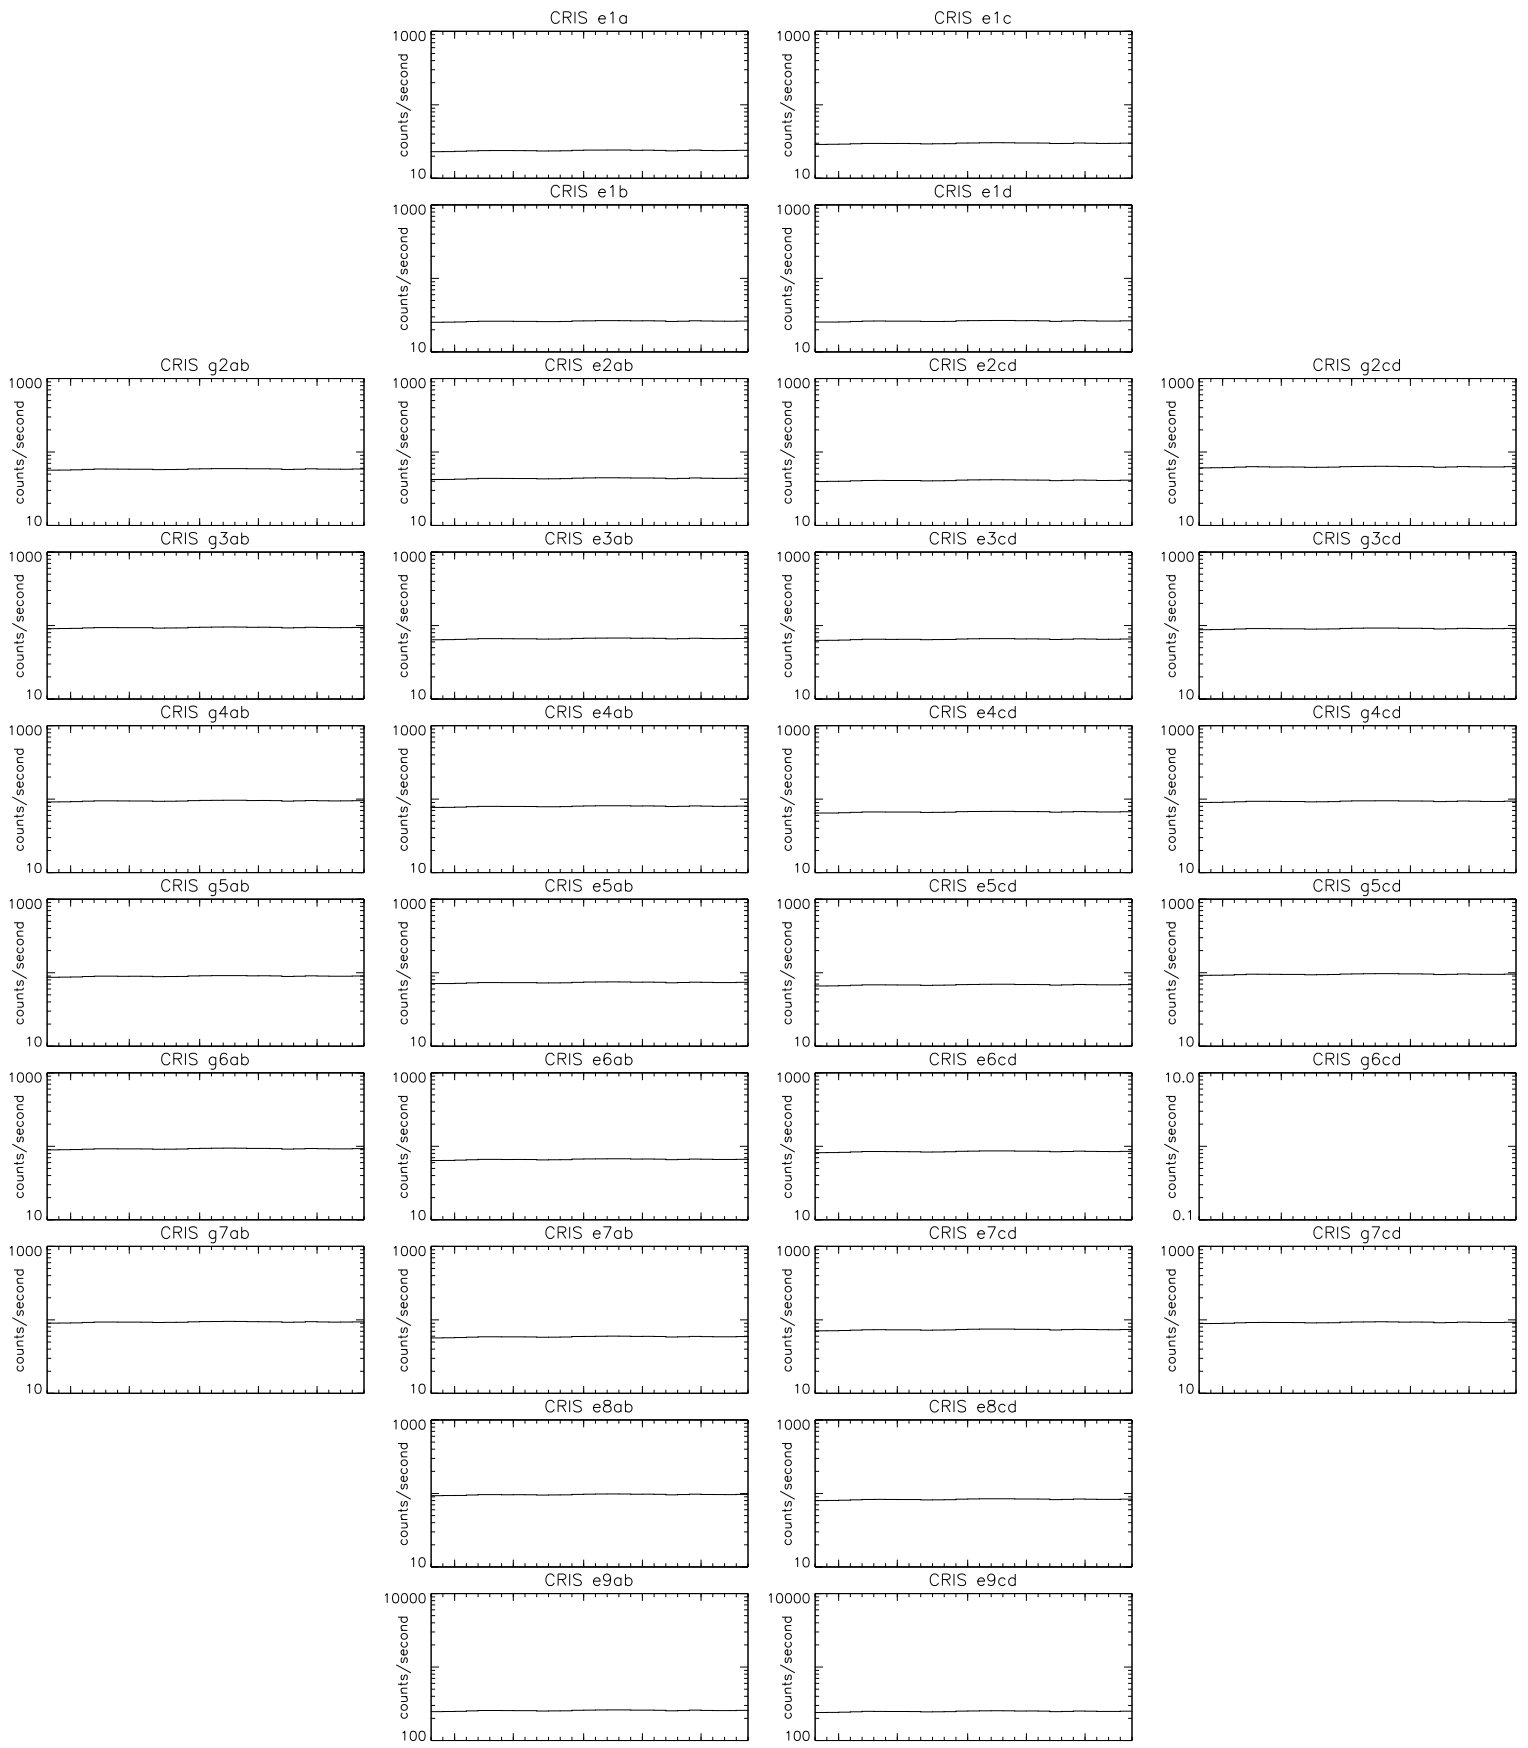 CRIS e1a
CRIS e1c
1000
counts/second
10
1000
counts/second
10
CRIS e1b
CRIS e1d
1000
counts/second
10
1000
counts/second
10
CRIS g2ab
CRIS e2ab
CRIS e2cd
CRIS g2cd
1000
counts/second
10
1000
counts/second
10
1000
counts/second
10
1000
counts/second
10
CRIS g3ab
CRIS e3ab
CRIS e3cd
CRIS g3cd
1000
counts/second
10
1000
counts/second
10
1000
counts/second
10
1000
counts/second
10
CRIS g4ab
CRIS e4ab
CRIS e4cd
CRIS g4cd
1000
counts/second
10
1000
counts/second
10
1000
counts/second
10
1000
counts/second
10
CRIS g5ab
CRIS e5ab
CRIS e5cd
CRIS g5cd
1000
counts/second
10
1000
counts/second
10
1000
counts/second
10
1000
counts/second
10
CRIS g6ab
CRIS e6ab
CRIS e6cd
CRIS g6cd
1000
counts/second
10
1000
counts/second
10
1000
counts/second
10
10.0
counts/second
0.1
CRIS g7ab
CRIS e7ab
CRIS e7cd
CRIS g7cd
1000
counts/second
10
1000
counts/second
10
1000
counts/second
10
1000
counts/second
10
CRIS e8ab
CRIS e8cd
1000
counts/second
10
1000
counts/second
10
CRIS e9ab
CRIS e9cd
10000
counts/second
100
10000
counts/second
100